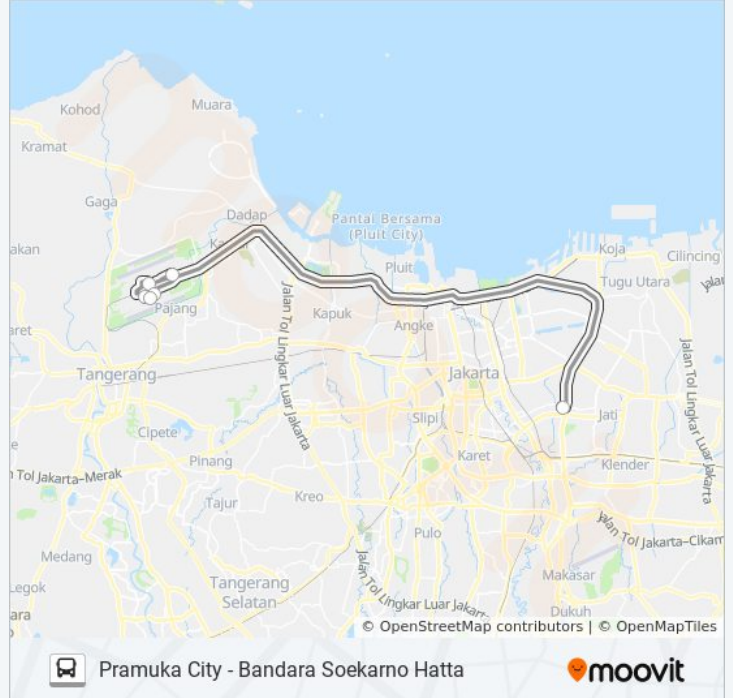 Kohod
Muara
Kramat
Gaga
Dadap
Pantai Bersama
(Pluit City)
Koja
Cilincing
akan
Pluit
Tugu Utara
Jalan
Pajang
Kapuk
Angke
aret
Jalan Tol Lingkar Luar Jakarta
Tangerang
Jakarta
Jalan Tol Lingkar Luar Jakarta
Cipete
Slipi
Jati
Pinang
Karet
Klender
n Tol Jakarta–Merak
Tajur
Kreo
Pulo
Jalan Tol Jakarta–Cikam
Medang
Jalan Tol Lingkar Luar Jakart
Tangerang
Selatan
Makasar
Legok
Dukuh
ara
© OpenStreetMap contributors | © OpenMapTiles
Pramuka City - Bandara Soekarno Hatta
moovit